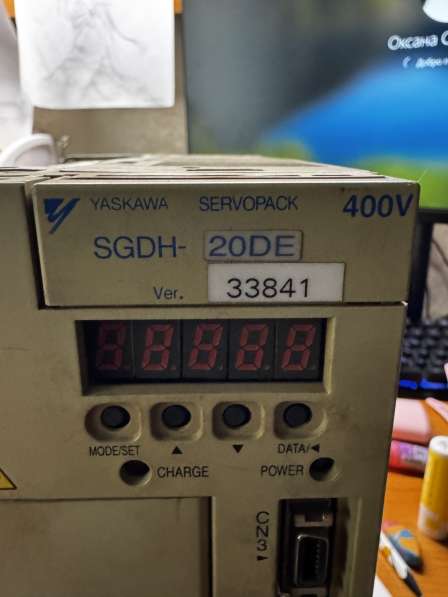 Оксана
YASKAWA SERVOPACK 400V
SGDH- 20DE
Ver. 33841
MODE/SET ▲ ▼ DATA/◀
CHARGE POWER
CN3